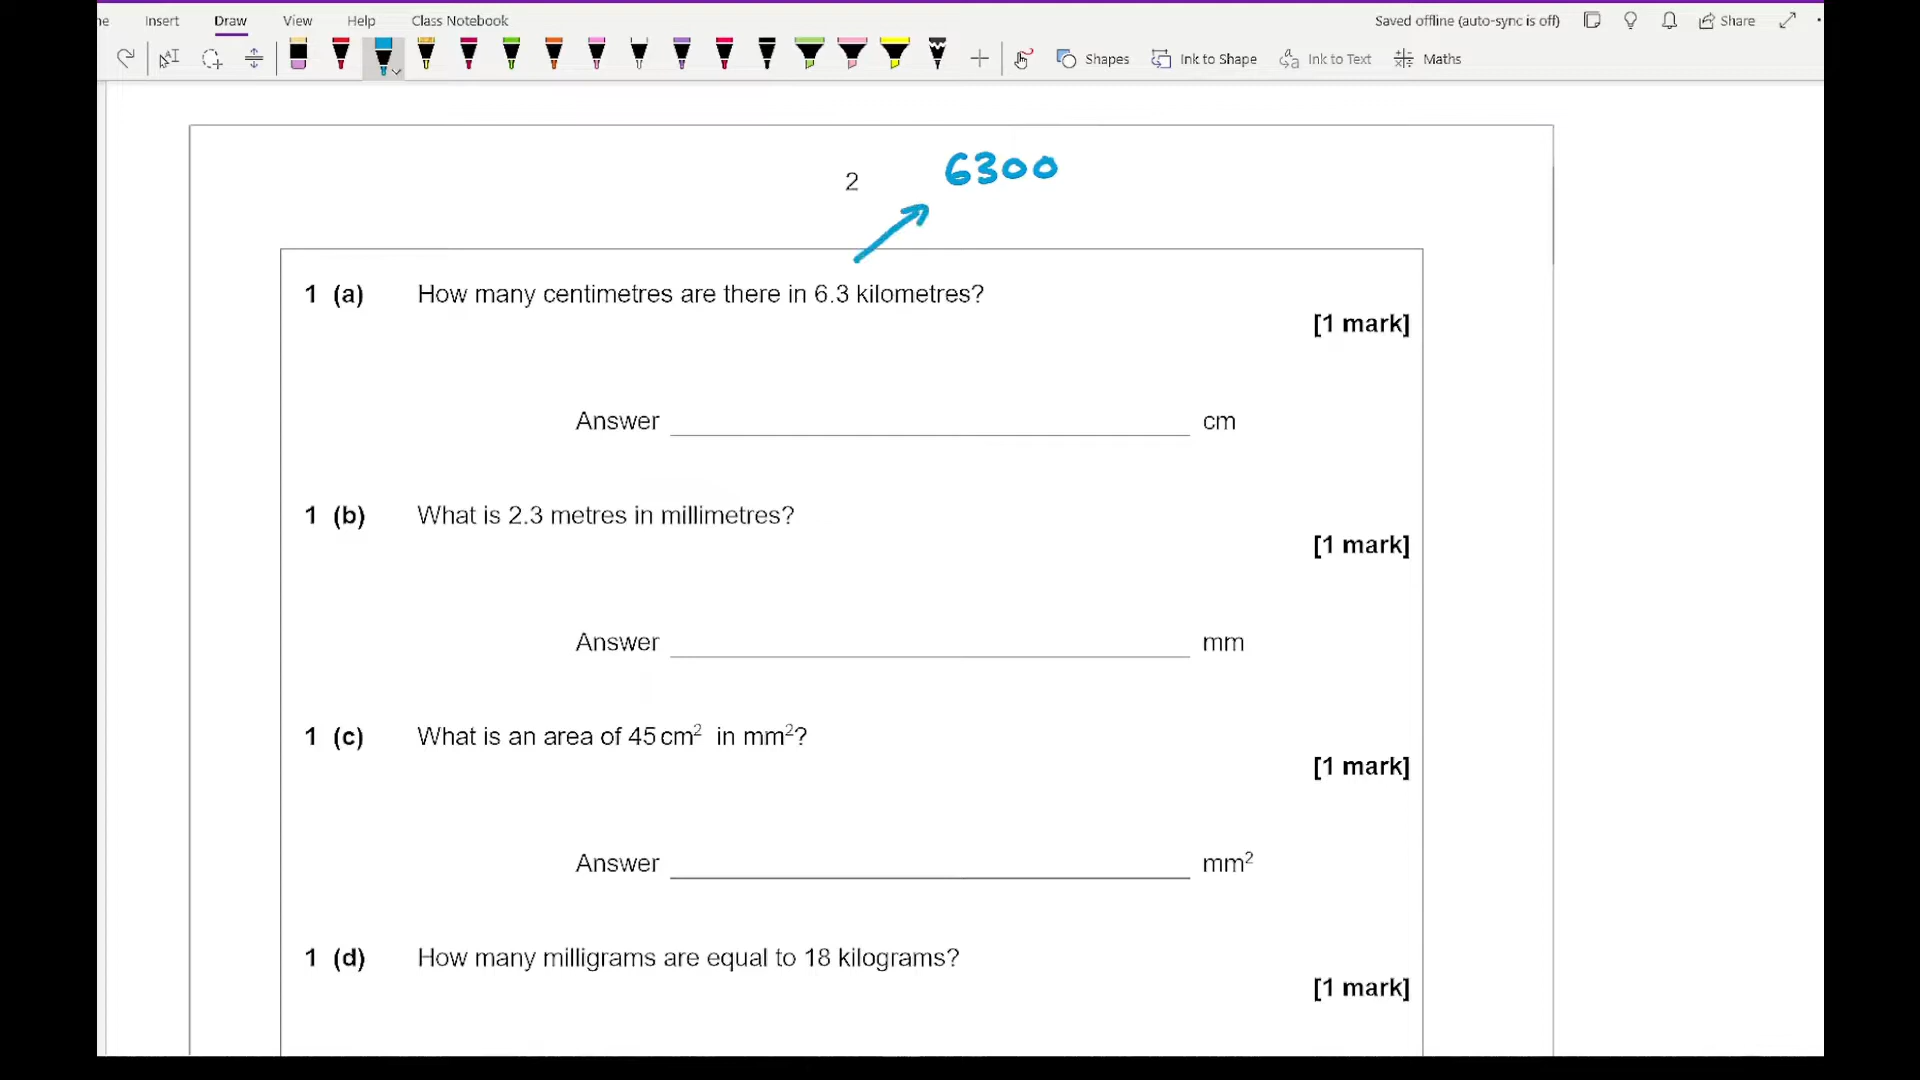 Insert Draw View Help Class Notebook Saved offline (auto-sync is off) Share
Shapes Ink to Shape Ink to Text Maths
2 6300
1 (a) How many centimetres are there in 6.3 kilometres?
[1 mark]
Answer cm
1 (b) What is 2.3 metres in millimetres?
[1 mark]
Answer mm
1 (c) What is an area of 45 cm² in mm²?
[1 mark]
Answer mm²
1 (d) How many milligrams are equal to 18 kilograms?
[1 mark]